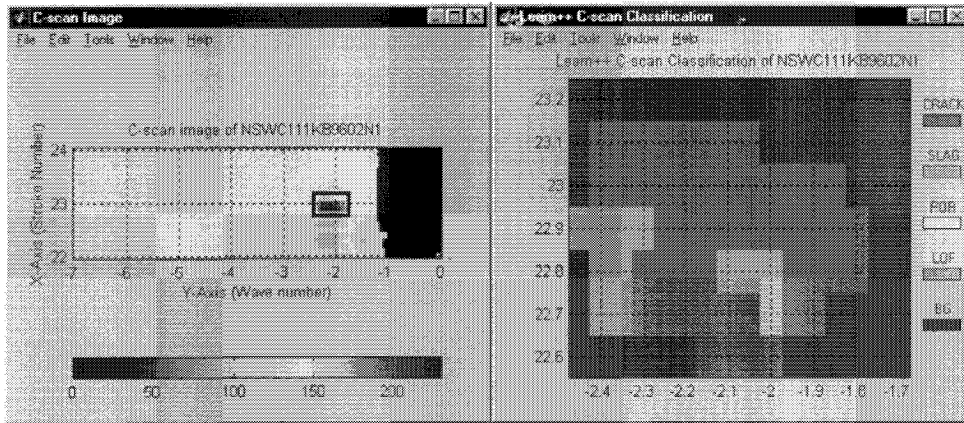 C-scan Image
File Edit Tools Window Help
C-scan image of NSWC111KB9602N1
X-Axis (Stroke Number)
24
23
22
-7 -6 -5 -4 -3 -2 -1 0
Y-Axis (Wave number)
0 50 100 150 200
Learn++ C-scan Classification
File Edit Tools Window Help
Learn++ C-scan Classification of NSWC111KB9602N1
23.2
23.1
23
22.9
22.8
22.7
22.6
-2.4 -2.3 -2.2 -2.1 -2 -1.9 -1.8 -1.7
CRACK
SLAG
POR
LOF
BG